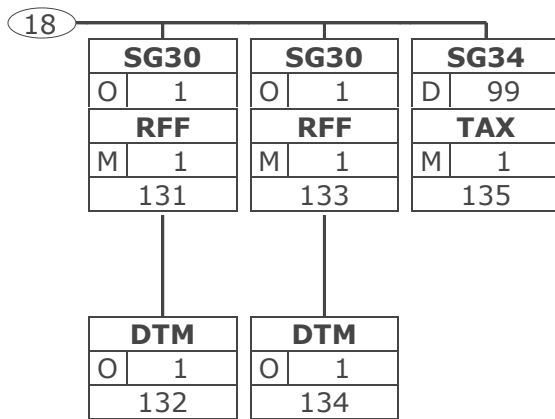 18
SG30 SG30 SG34
O 1 O 1 D 99
RFF RFF TAX
M 1 M 1 M 1
131 133 135
DTM DTM
O 1 O 1
132 134